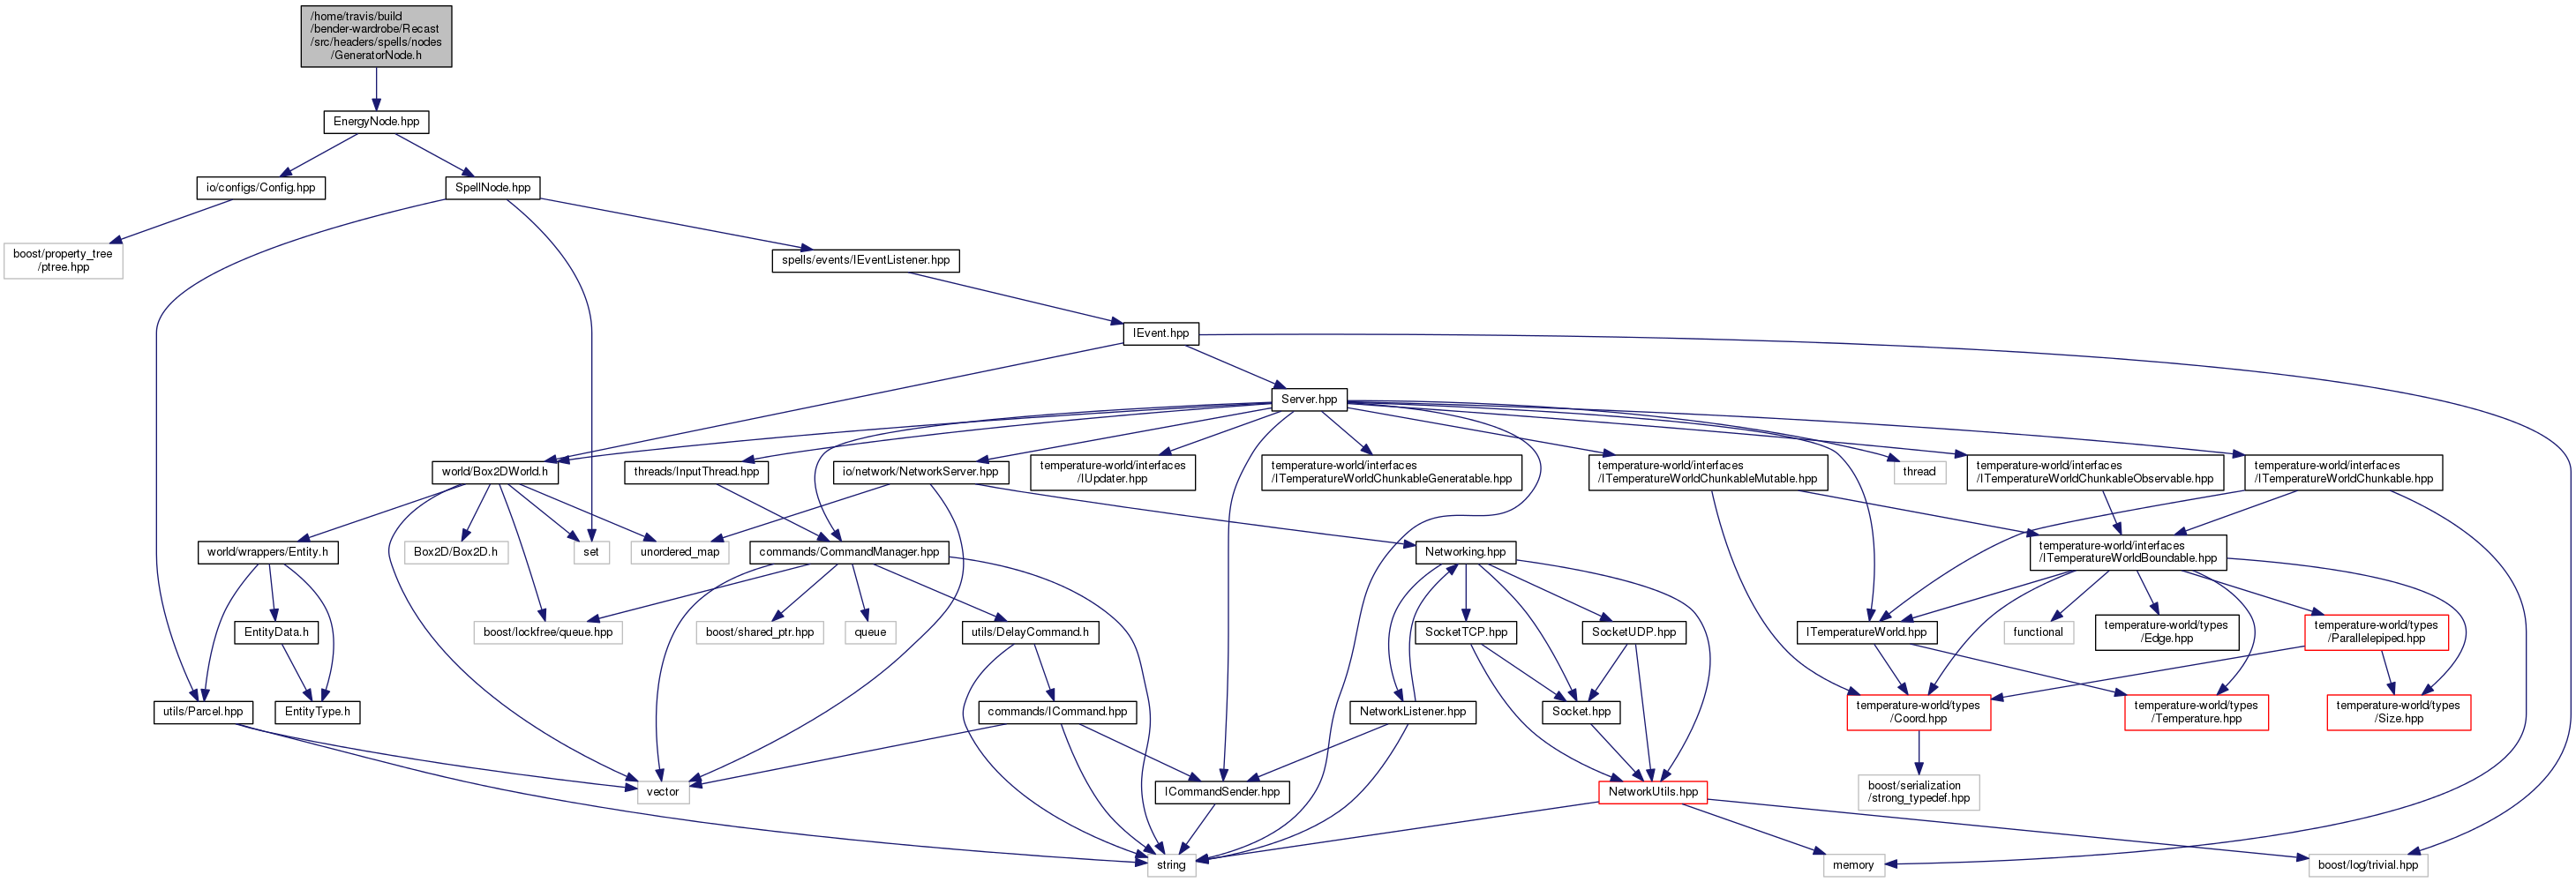 /home/travis/build
/bender-wardrobe/Recast
/src/headers/spells/nodes
/GeneratorNode.h
EnergyNode.hpp
io/configs/Config.hpp
SpellNode.hpp
boost/property_tree
/ptree.hpp
spells/events/IEventListener.hpp
IEvent.hpp
Server.hpp
world/Box2DWorld.h
threads/InputThread.hpp
io/network/NetworkServer.hpp
temperature-world/interfaces
/IUpdater.hpp
temperature-world/interfaces
/ITemperatureWorldChunkableGeneratable.hpp
temperature-world/interfaces
/ITemperatureWorldChunkableMutable.hpp
thread
temperature-world/interfaces
/ITemperatureWorldChunkableObservable.hpp
temperature-world/interfaces
/ITemperatureWorldChunkable.hpp
world/wrappers/Entity.h
Box2D/Box2D.h
set
unordered_map
commands/CommandManager.hpp
Networking.hpp
temperature-world/interfaces
/ITemperatureWorldBoundable.hpp
EntityData.h
boost/lockfree/queue.hpp
boost/shared_ptr.hpp
queue
utils/DelayCommand.h
SocketTCP.hpp
SocketUDP.hpp
ITemperatureWorld.hpp
functional
temperature-world/types
/Edge.hpp
temperature-world/types
/Parallelepiped.hpp
utils/Parcel.hpp
EntityType.h
commands/ICommand.hpp
NetworkListener.hpp
Socket.hpp
temperature-world/types
/Coord.hpp
temperature-world/types
/Temperature.hpp
temperature-world/types
/Size.hpp
vector
ICommandSender.hpp
NetworkUtils.hpp
boost/serialization
/strong_typedef.hpp
string
memory
boost/log/trivial.hpp